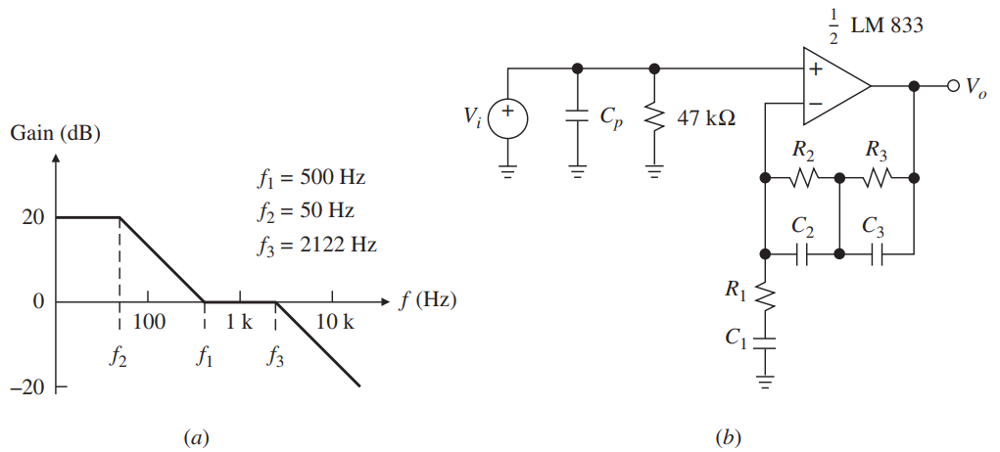 Gain (dB)
f₁ = 500 Hz
f₂ = 50 Hz
f₃ = 2122 Hz
20
0
−20
100
1 k
10 k
f (Hz)
f₂
f₁
f₃
(a)
½ LM 833
Vᵢ
+
Cₚ
47 kΩ
+
−
Vₒ
R₂
R₃
C₂
C₃
R₁
C₁
(b)